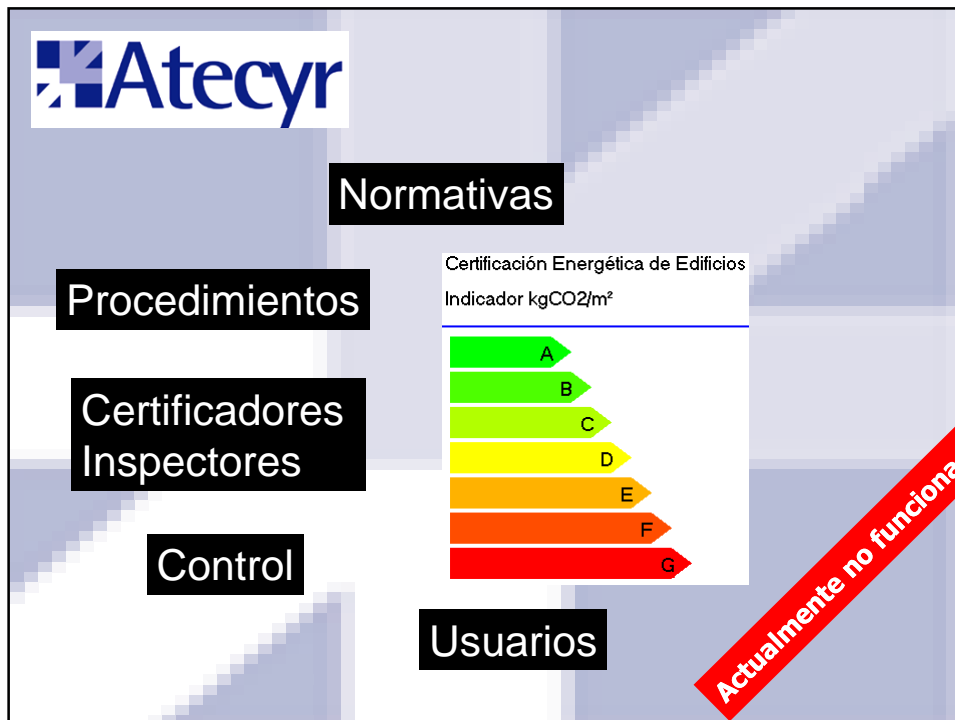 Atecyr
Normativas
Certificación Energética de Edificios
Indicador kgCO2/m²
Procedimientos
A
B
C
D
E
F
G
Certificadores
Inspectores
Control
Usuarios
Actualmente no funciona